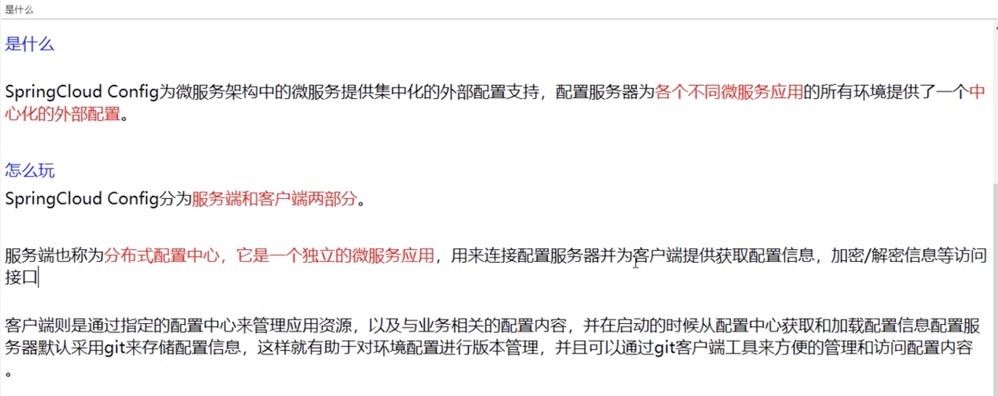 是什么
是什么
SpringCloud Config为微服务架构中的微服务提供集中化的外部配置支持，配置服务器为各个不同微服务应用的所有环境提供了一个中
心化的外部配置。
怎么玩
SpringCloud Config分为服务端和客户端两部分。
服务端也称为分布式配置中心，它是一个独立的微服务应用，用来连接配置服务器并为客户端提供获取配置信息，加密/解密信息等访问
接口
客户端则是通过指定的配置中心来管理应用资源，以及与业务相关的配置内容，并在启动的时候从配置中心获取和加载配置信息配置服
务器默认采用git来存储配置信息，这样就有助于对环境配置进行版本管理，并且可以通过git客户端工具来方便的管理和访问配置内容
。